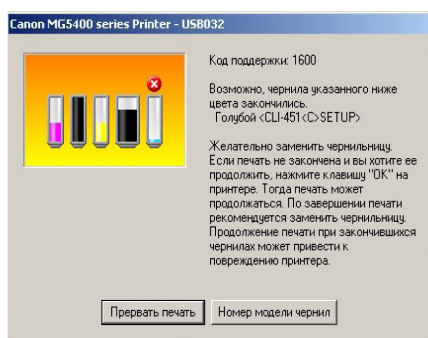 Canon MG5400 series Printer - USB032
Код поддержки: 1600
Возможно, чернила указанного ниже
цвета закончились.
Голубой <CLI-451<C>SETUP>
Желательно заменить чернильницу.
Если печать не закончена и вы хотите ее
продолжить, нажмите клавишу "OK" на
принтере. Тогда печать может
продолжаться. По завершении печати
рекомендуется заменить чернильницу.
Продолжение печати при закончившихся
чернилах может привести к
повреждению принтера.
Прервать печать
Номер модели чернил